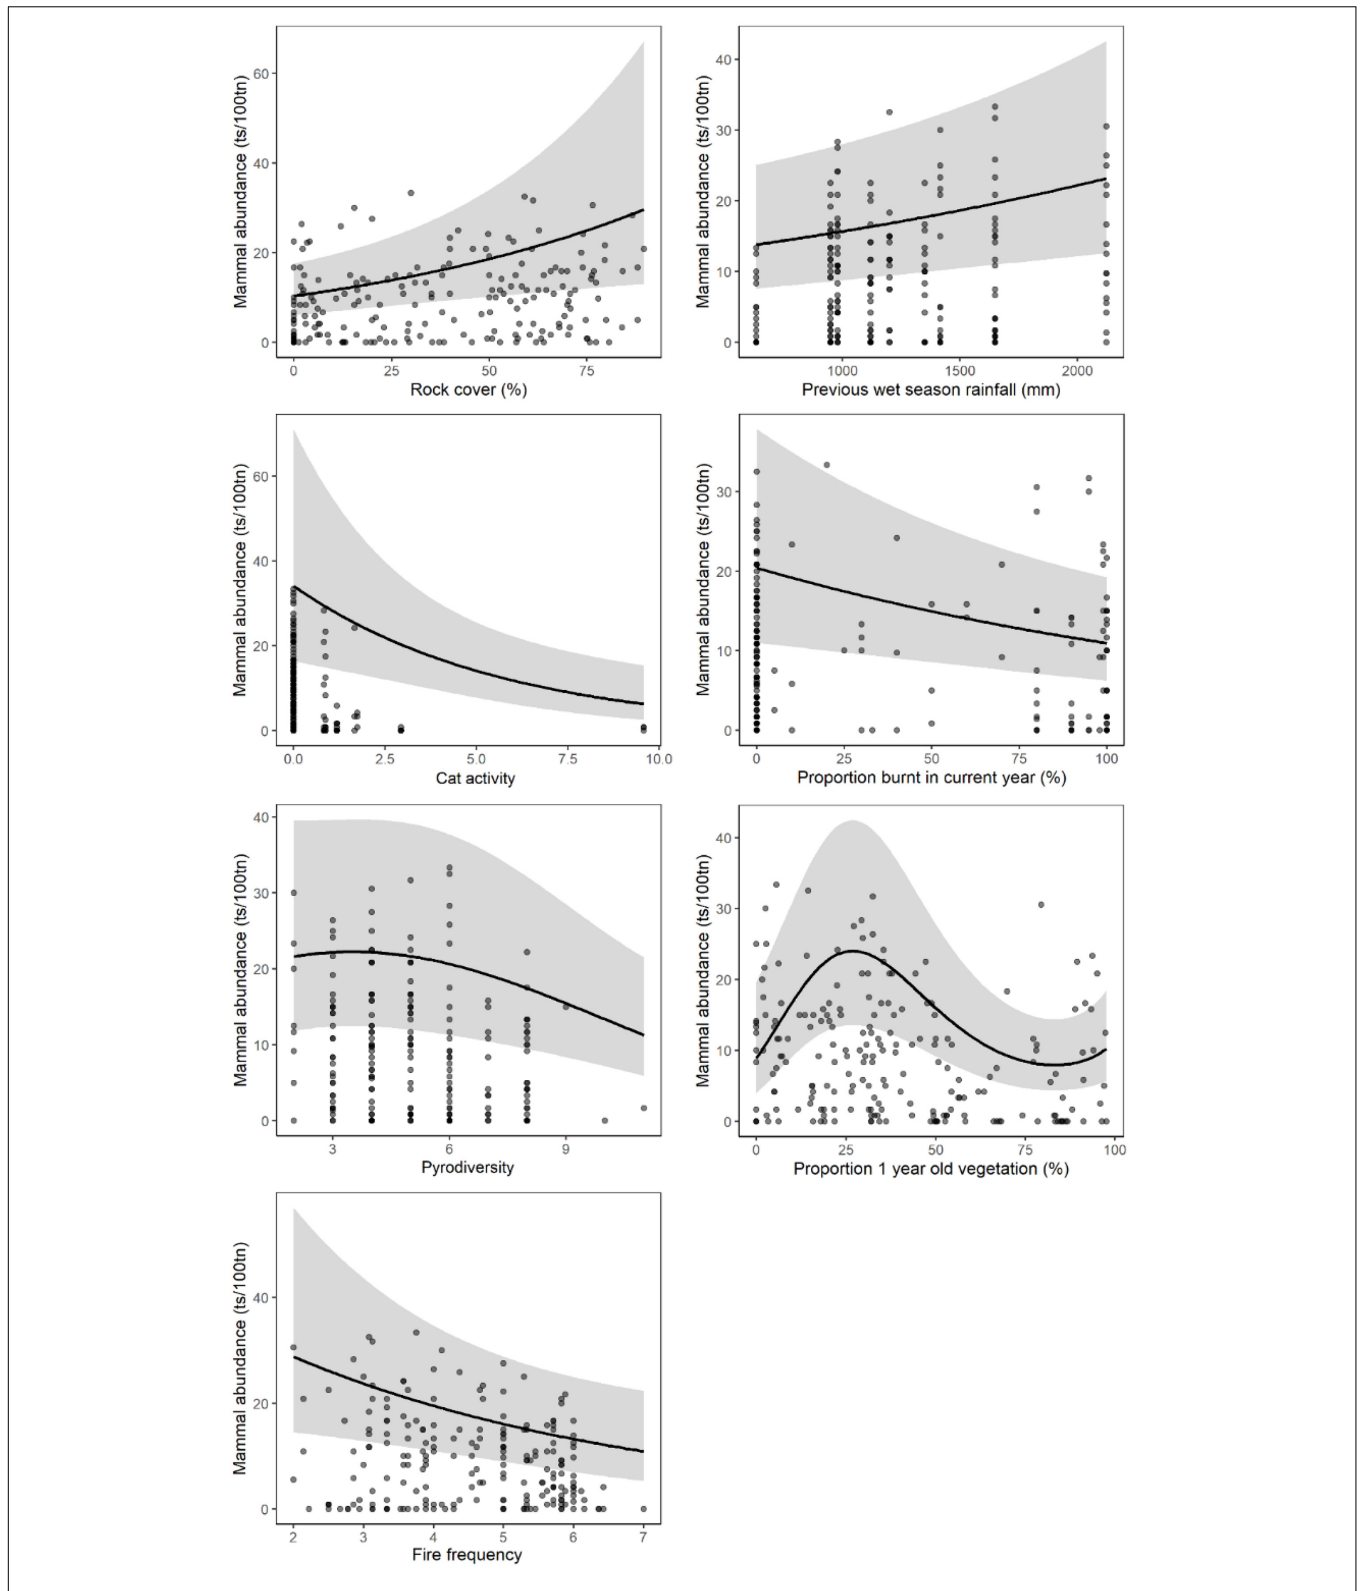 Mammal abundance (ts/100tn)
60
40
20
0
0 25 50 75
Rock cover (%)
Mammal abundance (ts/100tn)
40
30
20
10
0
1000 1500 2000
Previous wet season rainfall (mm)
Mammal abundance (ts/100tn)
60
40
20
0
0.0 2.5 5.0 7.5 10.0
Cat activity
Mammal abundance (ts/100tn)
30
20
10
0
0 25 50 75 100
Proportion burnt in current year (%)
Mammal abundance (ts/100tn)
40
30
20
10
0
3 6 9
Pyrodiversity
Mammal abundance (ts/100tn)
40
30
20
10
0
0 25 50 75 100
Proportion 1 year old vegetation (%)
Mammal abundance (ts/100tn)
40
20
0
2 3 4 5 6 7
Fire frequency